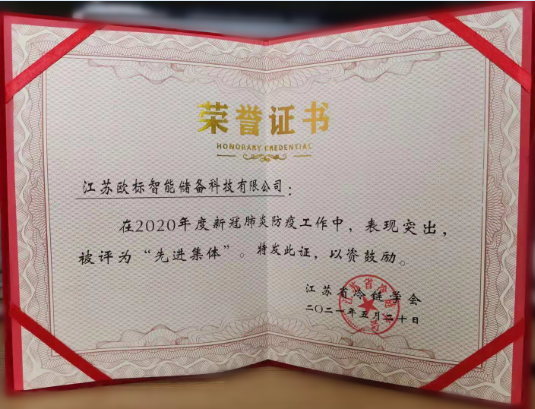 荣誉证书
HONORARY CREDENTIAL
江苏欧标智能储备科技有限公司：
在2020年度新冠肺炎防疫工作中，表现突出，
被评为“先进集体”。特发此证，以资鼓励。
江苏省冷链学会
二〇二一年五月二十日